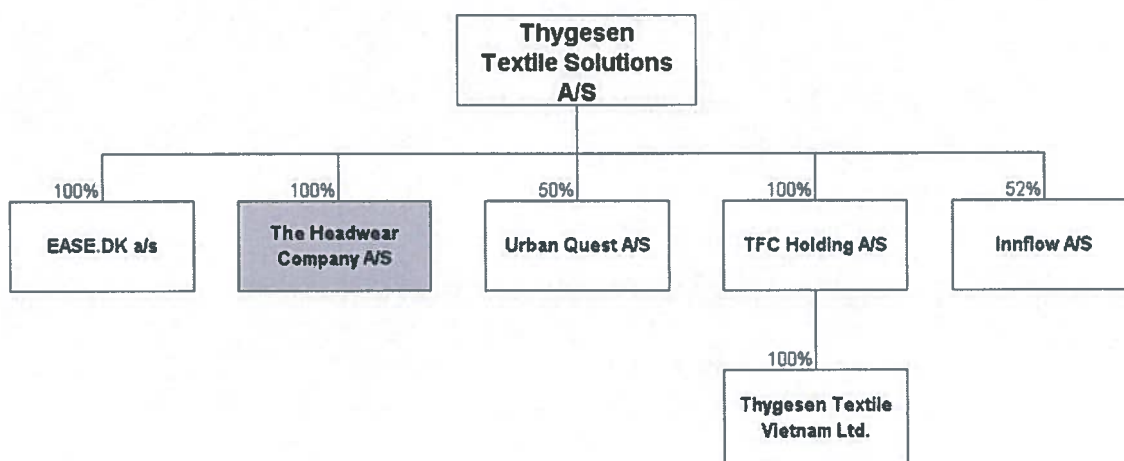 Thygesen
Textile Solutions
A/S
100%
100%
50%
100%
52%
EASE.DK a/s
The Headwear
Company A/S
Urban Quest A/S
TFC Holding A/S
Innflow A/S
100%
Thygesen Textile
Vietnam Ltd.